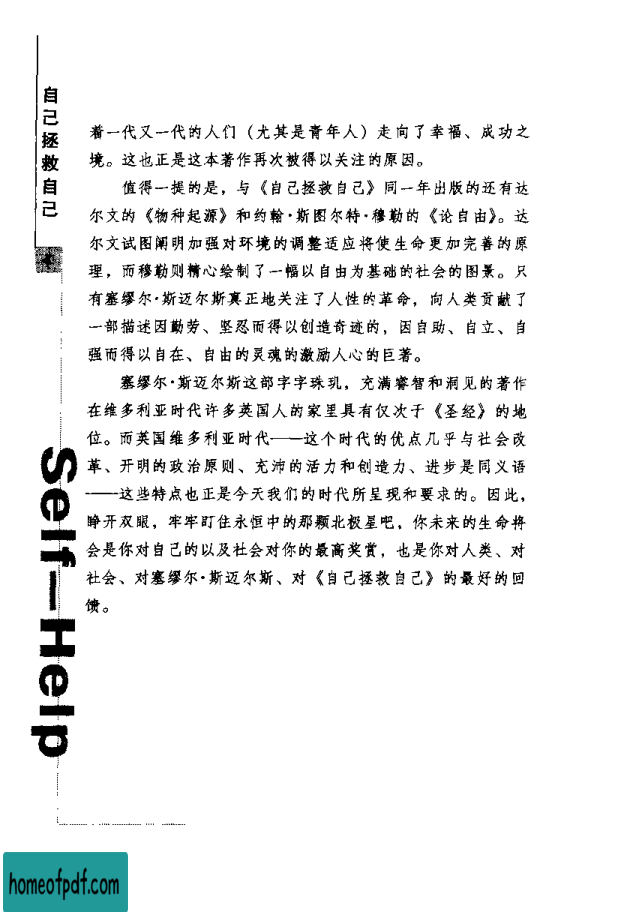 自己拯救自己
着一代又一代的人们（尤其是青年人）走向了幸福、成功之
境。这也正是这本著作再次被得以关注的原因。
值得一提的是，与《自己拯救自己》同一年出版的还有达
尔文的《物种起源》和约翰·斯图尔特·穆勒的《论自由》。达
尔文试图阐明加强对环境的调整适应将使生命更加完善的原
理，而穆勒则精心绘制了一幅以自由为基础的社会的图景。只
有塞缪尔·斯迈尔斯真正地关注了人性的革命，向人类贡献了
一部描述因勤劳、坚忍而得以创造奇迹的，因自助、自立、自
强而得以自在、自由的灵魂的激励人心的巨著。
塞缪尔·斯迈尔斯这部字字珠玑，充满睿智和洞见的著作
在维多利亚时代许多英国人的家里具有仅次于《圣经》的地
位。而英国维多利亚时代——这个时代的优点几乎与社会改
革、开明的政治原则、充沛的活力和创造力、进步是同义语
——这些特点也正是今天我们的时代所呈现和要求的。因此，
睁开双眼，牢牢盯住永恒中的那颗北极星吧，你未来的生命将
会是你对自己的以及社会对你的最高奖赏，也是你对人类、对
社会、对塞缪尔·斯迈尔斯、对《自己拯救自己》的最好的回
馈。
Self—Help
homeofpdf.com